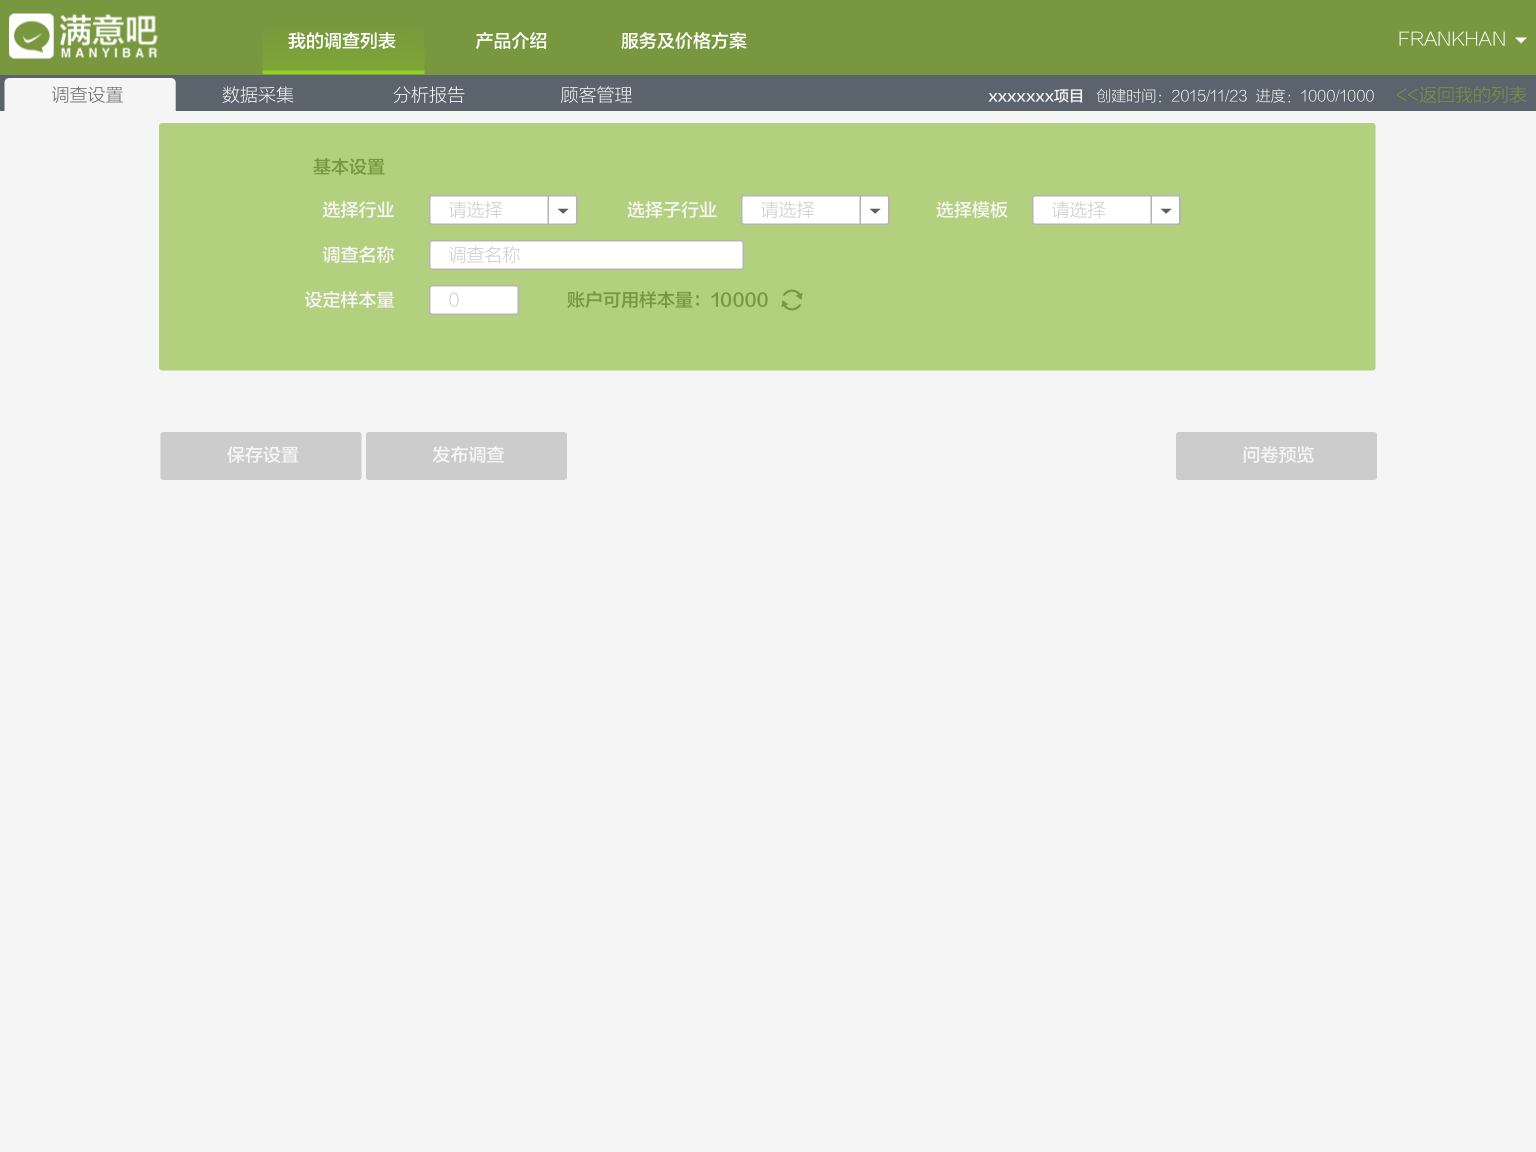 满意吧
MANYIBAR
我的调查列表 产品介绍 服务及价格方案 FRANKHAN
调查设置 数据采集 分析报告 顾客管理 xxxxxxx项目 创建时间：2015/11/23 进度：1000/1000 <<返回我的列表
基本设置
选择行业 请选择 选择子行业 请选择 选择模板 请选择
调查名称 调查名称
设定样本量 0 账户可用样本量：10000
保存设置 发布调查 问卷预览